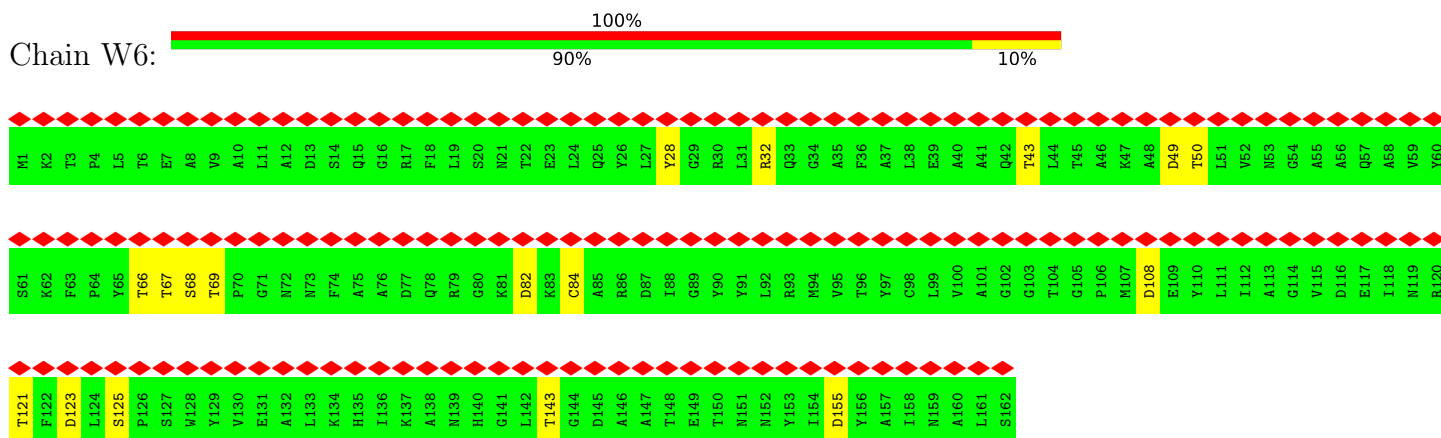 100%
Chain W6:
90% 10%
M1 K2 T3 P4 L5 T6 E7 A8 V9 A10 L11 A12 D13 S14 Q15 G16 R17 F18 L19 S20 N21 T22 E23 L24 Q25 Y26 L27 Y28 G29 R30 L31 R32 Q33 G34 A35 F36 A37 L38 E39 A40 A41 Q42 T43 L44 T45 A46 K47 A48 D49 T50 L51 V52 N53 G54 A55 A56 Q57 A58 V59 Y60
S61 K62 F63 P64 Y65 T66 T67 S68 T69 P70 G71 N72 N73 F74 A75 A76 D77 Q78 R79 G80 K81 D82 K83 C84 A85 R86 D87 I88 G89 Y90 Y91 L92 R93 M94 V95 T96 Y97 C98 L99 V100 A101 G102 G103 T104 G105 P106 M107 D108 E109 Y110 L111 I112 A113 G114 V115 D116 E117 I118 N119 R120
T121 F122 D123 L124 S125 P126 S127 W128 Y129 V130 E131 A132 L133 K134 H135 I136 K137 A138 N139 H140 G141 L142 T143 G144 D145 A146 A147 T148 E149 T150 N151 N152 Y153 I154 D155 Y156 A157 I158 N159 A160 L161 S162